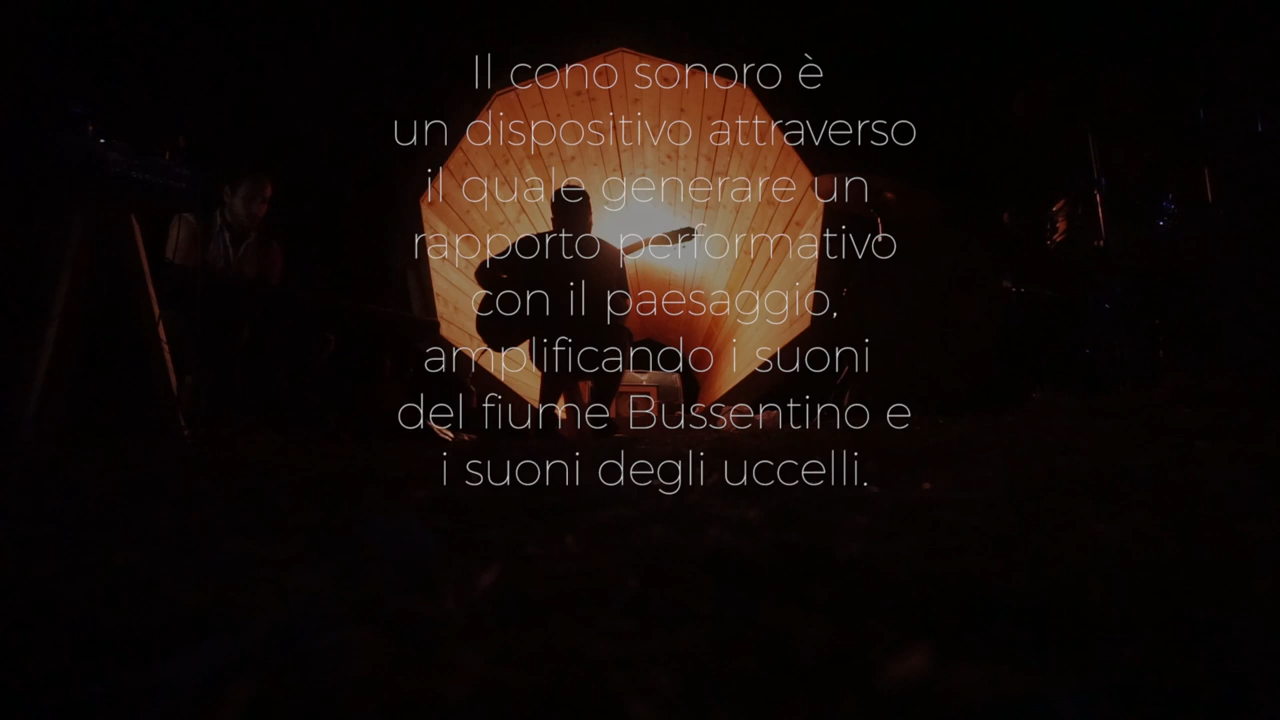 Il cono sonoro è
un dispositivo attraverso
il quale generare un
rapporto performativo
con il paesaggio,
amplificando i suoni
del fiume Bussentino e
i suoni degli uccelli.